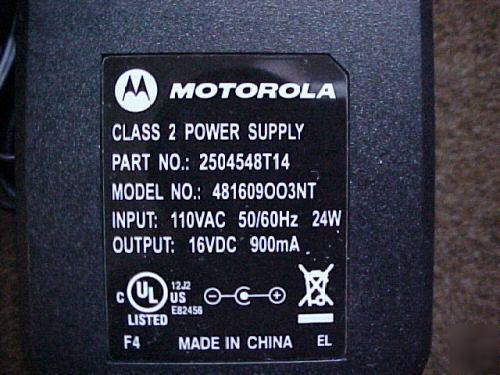 MOTOROLA
CLASS 2 POWER SUPPLY
PART NO.: 2504548T14
MODEL NO.: 481609OO3NT
INPUT: 110VAC 50/60Hz 24W
OUTPUT: 16VDC 900mA
C UL US 12J2
E82456
LISTED
F4 MADE IN CHINA EL